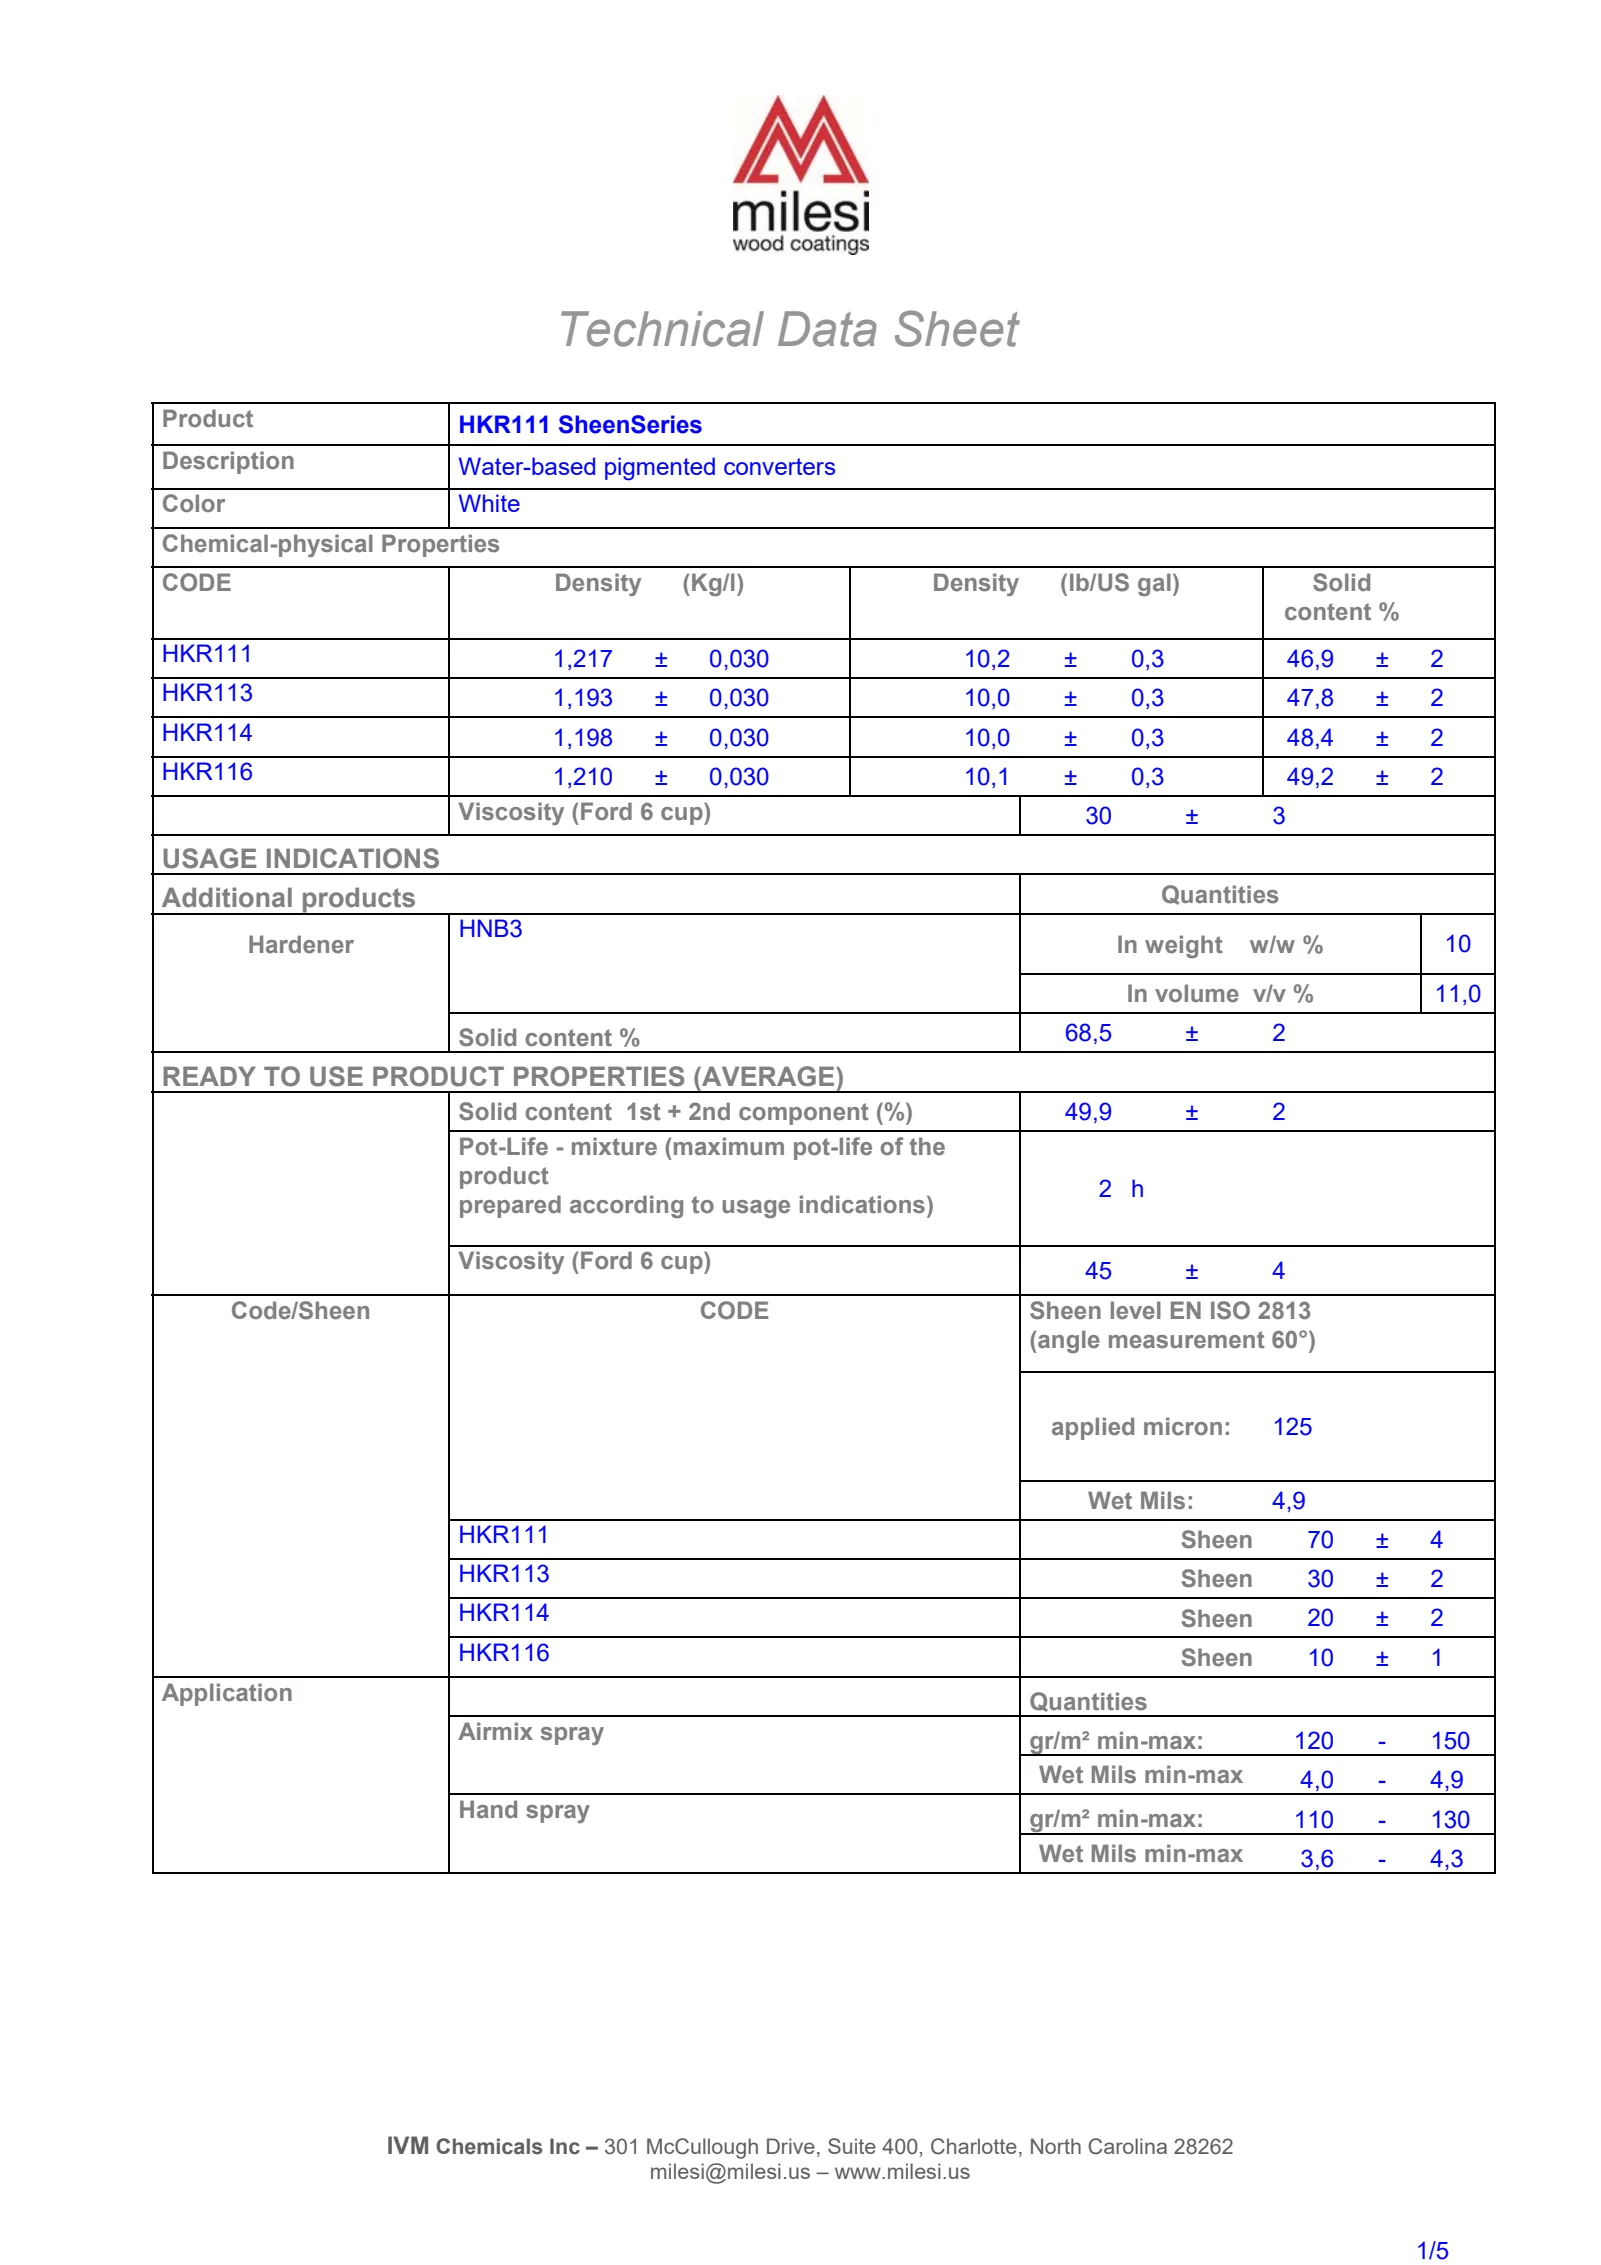 milesi
wood coatings
Technical Data Sheet
Product HKR111 SheenSeries
Description Water-based pigmented converters
Color White
Chemical-physical Properties
CODE Density (Kg/l) Density (lb/US gal) Solid
content %
HKR111 1,217 ± 0,030 10,2 ± 0,3 46,9 ± 2
HKR113 1,193 ± 0,030 10,0 ± 0,3 47,8 ± 2
HKR114 1,198 ± 0,030 10,0 ± 0,3 48,4 ± 2
HKR116 1,210 ± 0,030 10,1 ± 0,3 49,2 ± 2
Viscosity (Ford 6 cup) 30 ± 3
USAGE INDICATIONS
Additional products Quantities
Hardener HNB3 In weight w/w % 10
In volume v/v % 11,0
Solid content % 68,5 ± 2
READY TO USE PRODUCT PROPERTIES (AVERAGE)
Solid content 1st + 2nd component (%) 49,9 ± 2
Pot-Life - mixture (maximum pot-life of the
product
prepared according to usage indications) 2 h
Viscosity (Ford 6 cup) 45 ± 4
Code/Sheen CODE Sheen level EN ISO 2813
(angle measurement 60°)
applied micron: 125
Wet Mils: 4,9
HKR111 Sheen 70 ± 4
HKR113 Sheen 30 ± 2
HKR114 Sheen 20 ± 2
HKR116 Sheen 10 ± 1
Application Quantities
Airmix spray gr/m² min-max: 120 - 150
Wet Mils min-max 4,0 - 4,9
Hand spray gr/m² min-max: 110 - 130
Wet Mils min-max 3,6 - 4,3
IVM Chemicals Inc – 301 McCullough Drive, Suite 400, Charlotte, North Carolina 28262
milesi@milesi.us – www.milesi.us
1/5